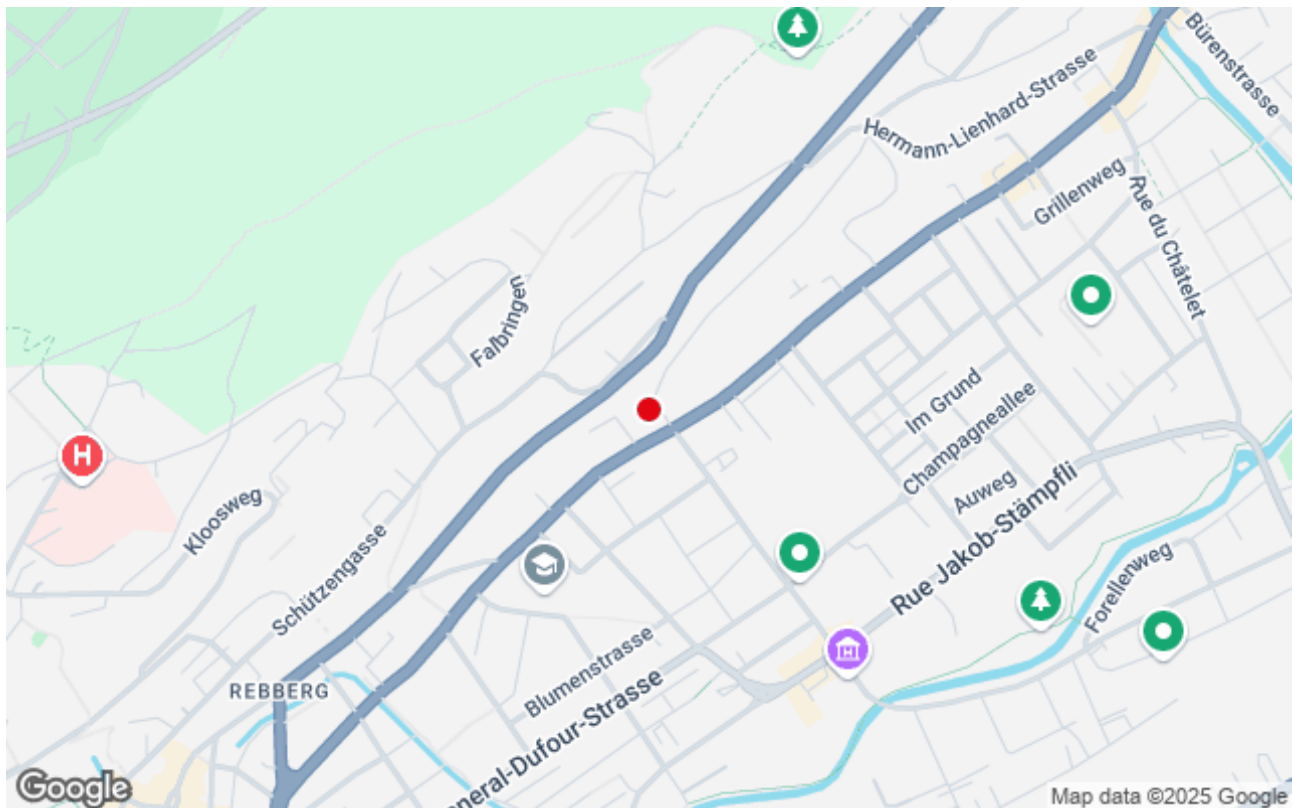 Bürenstrasse
Hermann-Lienhard-Strasse
Grillenweg
Rue du Châtelet
Falbringen
Im Grund
Champagneallee
H
Auweg
Kloosweg
Rue Jakob-Stämpfli
Schützengasse
Forellenweg
Blumenstrasse
REBBERG
eneral-Dufour-Strasse
Google
Map data ©2025 Google